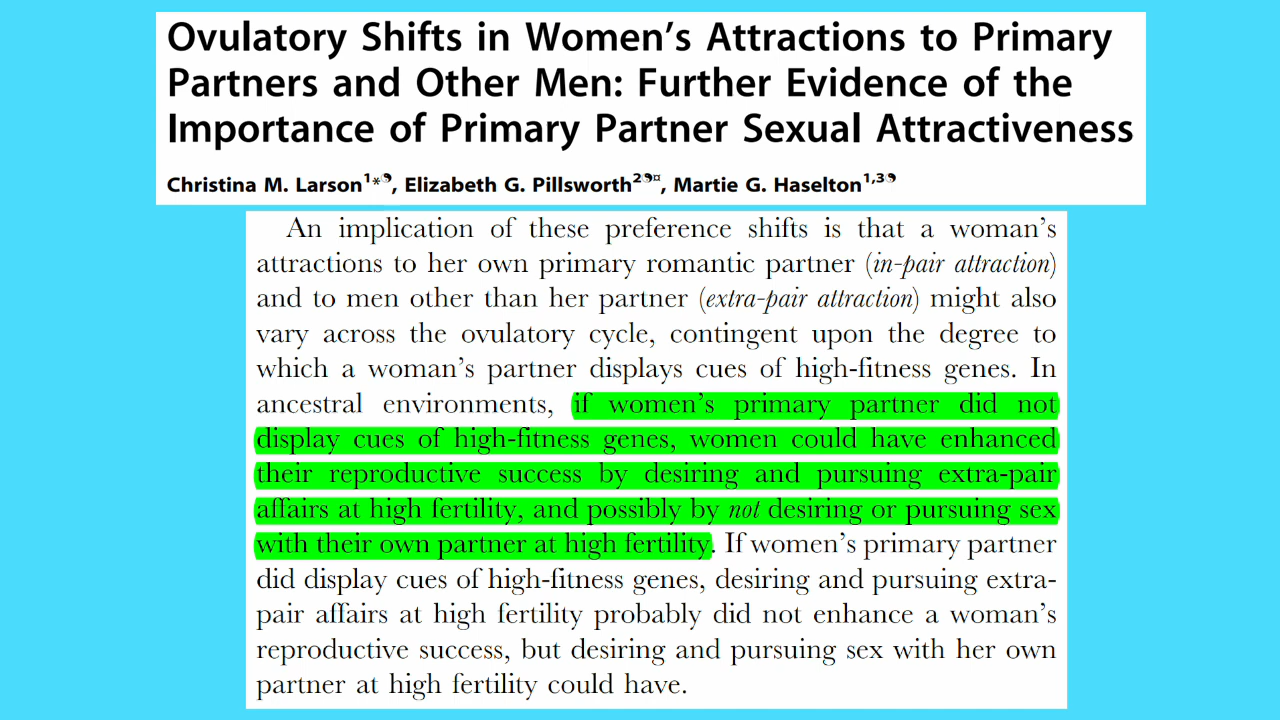 Ovulatory Shifts in Women's Attractions to Primary
Partners and Other Men: Further Evidence of the
Importance of Primary Partner Sexual Attractiveness
Christina M. Larson¹*⁹, Elizabeth G. Pillsworth²⁹¤, Martie G. Haselton¹,³⁹
An implication of these preference shifts is that a woman's
attractions to her own primary romantic partner (in-pair attraction)
and to men other than her partner (extra-pair attraction) might also
vary across the ovulatory cycle, contingent upon the degree to
which a woman's partner displays cues of high-fitness genes. In
ancestral environments, if women's primary partner did not
display cues of high-fitness genes, women could have enhanced
their reproductive success by desiring and pursuing extra-pair
affairs at high fertility, and possibly by not desiring or pursuing sex
with their own partner at high fertility. If women's primary partner
did display cues of high-fitness genes, desiring and pursuing extra-
pair affairs at high fertility probably did not enhance a woman's
reproductive success, but desiring and pursuing sex with her own
partner at high fertility could have.